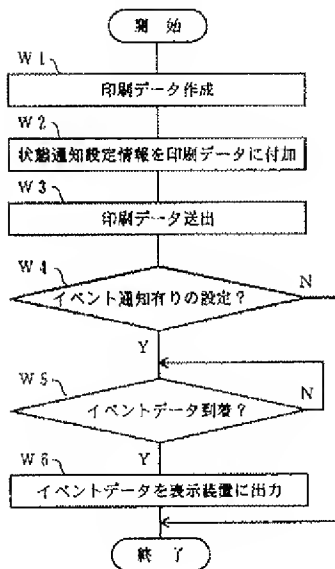 開 始
W1
印刷データ作成
W2
状態通知設定情報を印刷データに付加
W3
印刷データ送出
W4
イベント通知有りの設定?
N
Y
W5
イベントデータ到着?
N
Y
W6
イベントデータを表示装置に出力
終 了